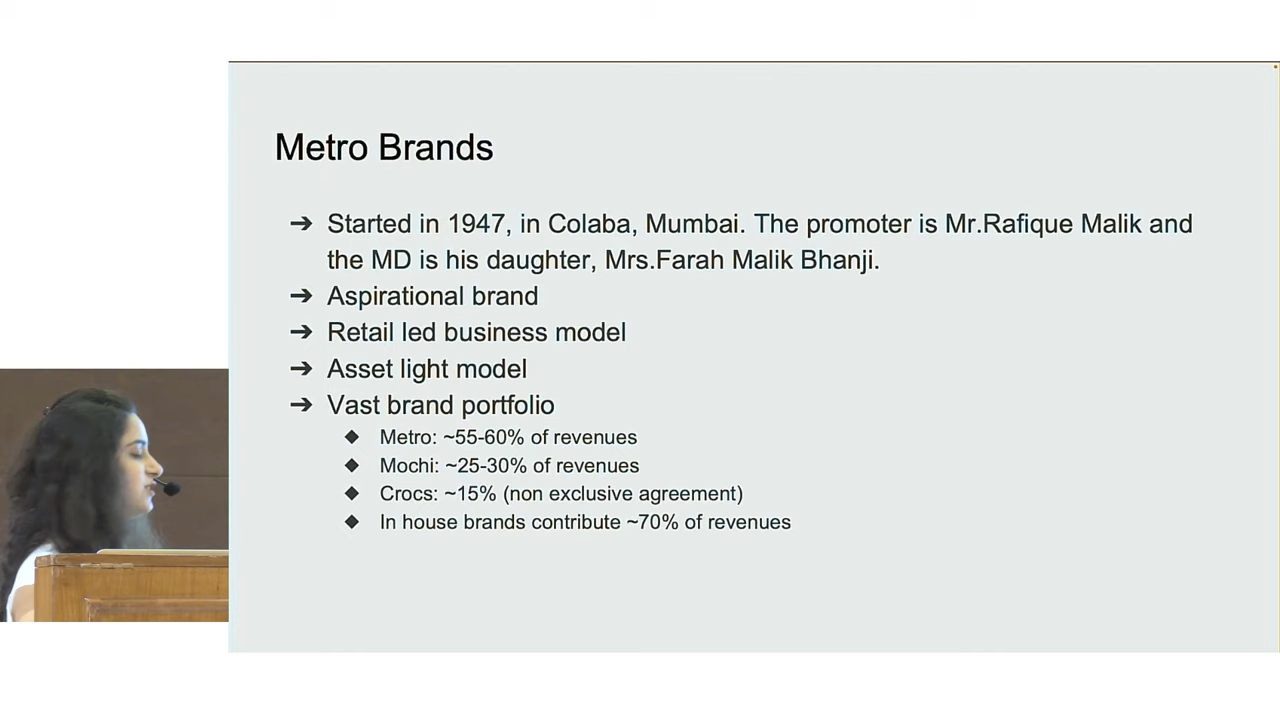 Metro Brands
➔ Started in 1947, in Colaba, Mumbai. The promoter is Mr.Rafique Malik and
the MD is his daughter, Mrs.Farah Malik Bhanji.
➔ Aspirational brand
➔ Retail led business model
➔ Asset light model
➔ Vast brand portfolio
◆ Metro: ~55-60% of revenues
◆ Mochi: ~25-30% of revenues
◆ Crocs: ~15% (non exclusive agreement)
◆ In house brands contribute ~70% of revenues